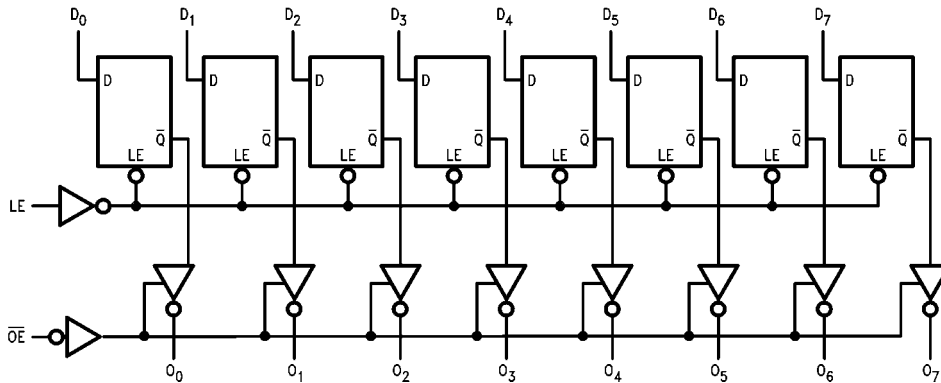 D₀ D₁ D₂ D₃ D₄ D₅ D₆ D₇
D D D D D D D D
Q̅ Q̅ Q̅ Q̅ Q̅ Q̅ Q̅ Q̅
LE LE LE LE LE LE LE LE
LE
O̅E̅
O₀ O₁ O₂ O₃ O₄ O₅ O₆ O₇